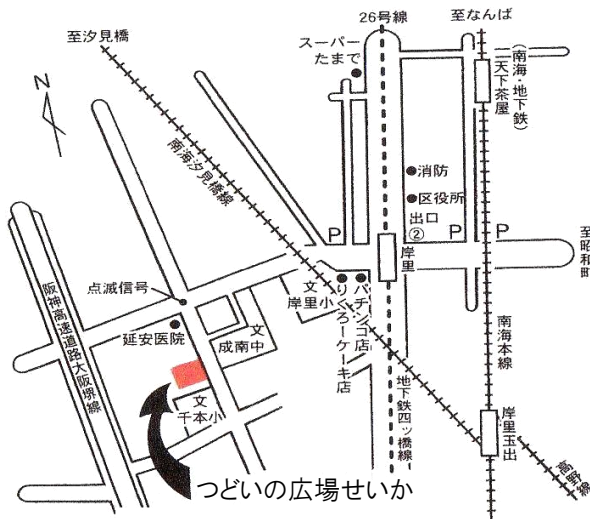 26号線
至なんば
至汐見橋
スーパー
たまで
(南海・地下鉄)
天下茶屋
N
南海汐見橋線
消防
区役所
出口
②
P
P
P
岸里
至昭和町
文
岸里小
パチンコ店
りくろーケーキ店
点滅信号
延安医院
文
成南中
阪神高速道路大阪堺線
文
千本小
地下鉄四ッ橋線
南海本線
岸里玉出
つどいの広場せいか